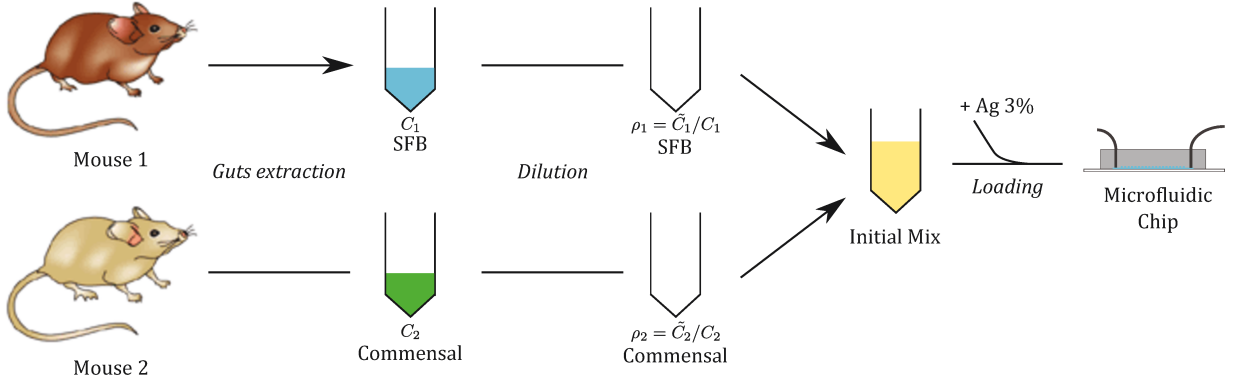 + Ag 3%
C₁
SFB
ρ₁ = C̃₁/C₁
SFB
Mouse 1
Guts extraction
Dilution
Loading
Microfluidic
Chip
Initial Mix
C₂
Commensal
ρ₂ = C̃₂/C₂
Commensal
Mouse 2